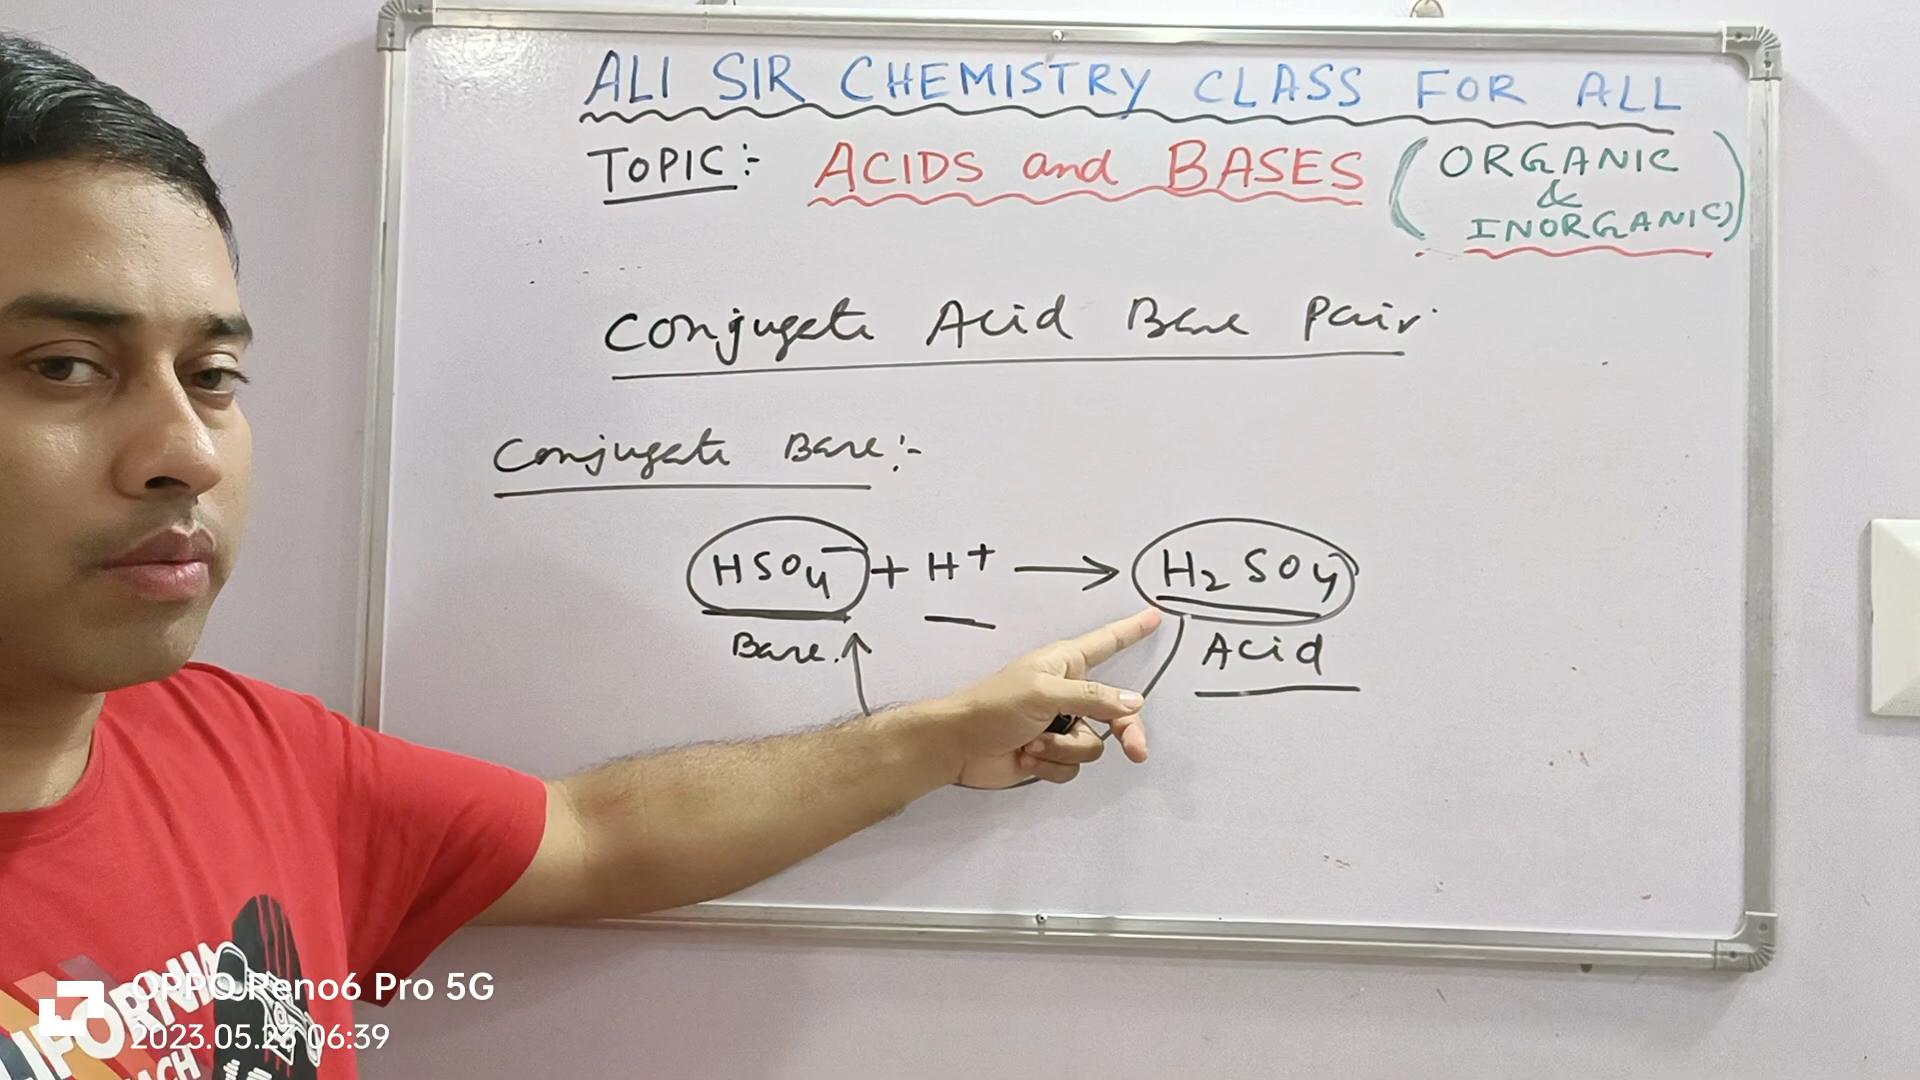 ALI SIR CHEMISTRY CLASS FOR ALL
TOPIC:- ACIDS and BASES (ORGANIC
&
INORGANIC)
Conjugate Acid Base Pair.
Conjugate Base:-
HSO₄⁻ + H⁺ → H₂SO₄
Base. Acid
OPPO Reno6 Pro 5G
2023.05.23 06:39